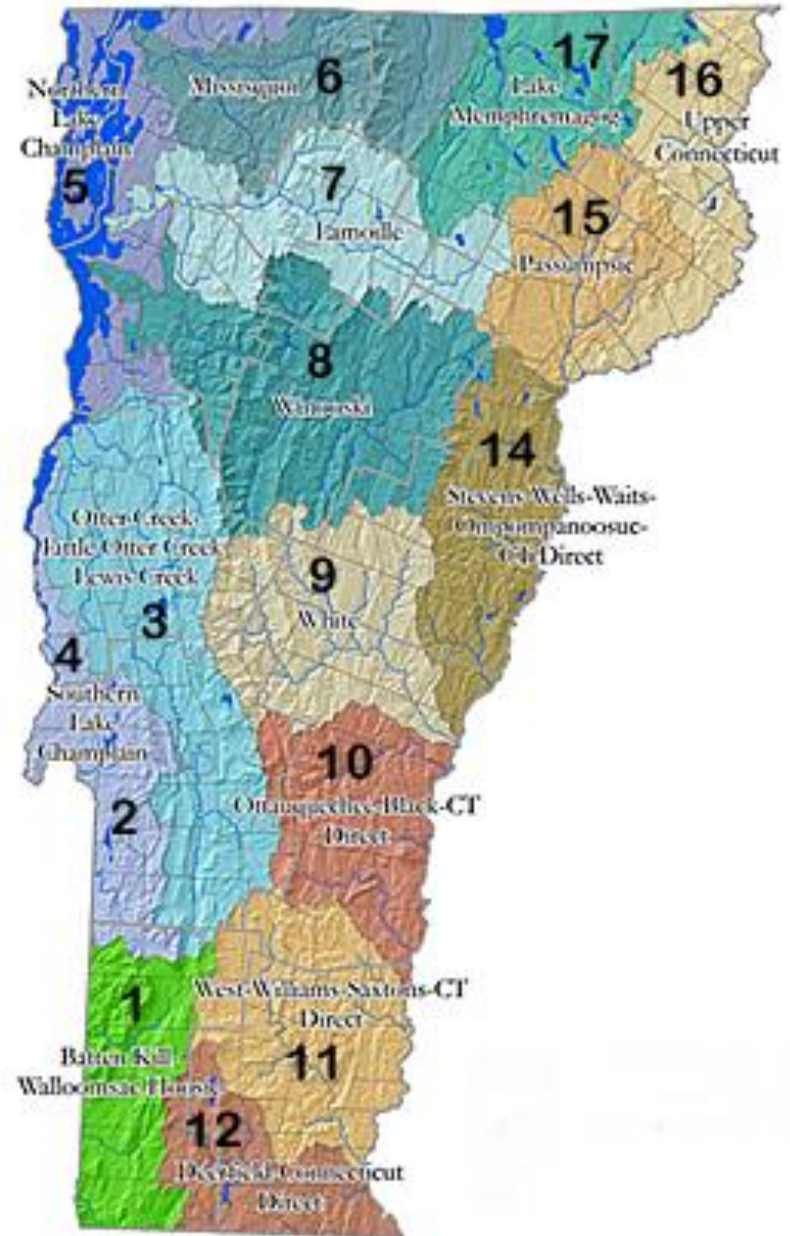 17
6
Missisquoi
16
Northern
Lake
Champlain
5
Lake
Memphremagog
Upper
Connecticut
7
Lamoille
15
Passumpsic
8
Winooski
14
Stevens-Wells-Waits-
Ompompanoosuc-
CT Direct
Otter Creek-
Little Otter Creek-
Lewis Creek
3
9
White
4
Southern
Lake
Champlain
10
Ottauquechee, Black-CT
Direct
2
1
West-Williams-Saxtons-CT
Direct
11
Batten Kill
Walloomsac Hoosic
12
Deerfield, Connecticut
Direct